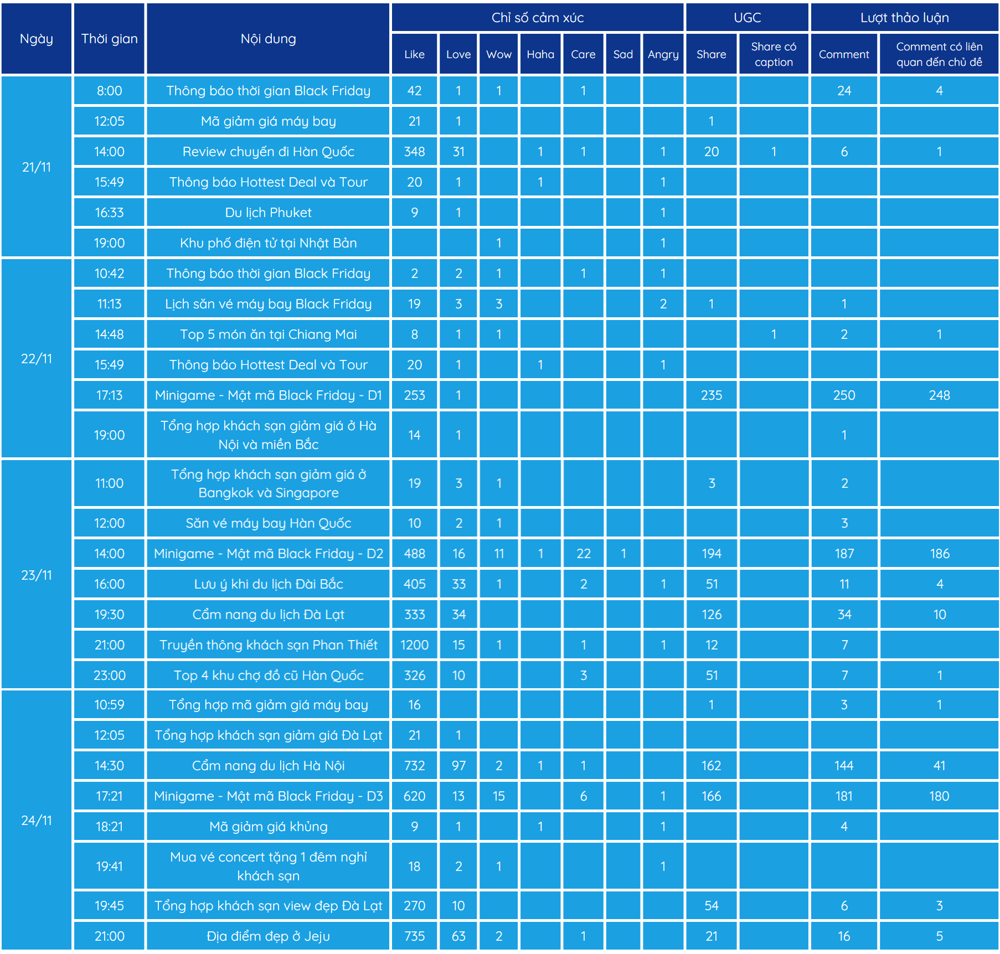 Ngày Thời gian Nội dung Chỉ số cảm xúc UGC Lượt thảo luận
Like Love Wow Haha Care Sad Angry Share Share có caption Comment Comment có liên quan đến chủ đề
21/11
8:00 Thông báo thời gian Black Friday 42 1 1 1 24 4
12:05 Mã giảm giá máy bay 21 1 1
14:00 Review chuyến đi Hàn Quốc 348 31 1 1 1 20 1 6 1
15:49 Thông báo Hottest Deal và Tour 20 1 1 1
16:33 Du lịch Phuket 9 1 1
19:00 Khu phố điện tử tại Nhật Bản 1 1
22/11
10:42 Thông báo thời gian Black Friday 2 2 1 1 1
11:13 Lịch săn vé máy bay Black Friday 19 3 3 2 1 1
14:48 Top 5 món ăn tại Chiang Mai 8 1 1 1 2 1
15:49 Thông báo Hottest Deal và Tour 20 1 1 1
17:13 Minigame - Mật mã Black Friday - D1 253 1 235 250 248
19:00 Tổng hợp khách sạn giảm giá ở Hà Nội và miền Bắc 14 1 1
23/11
11:00 Tổng hợp khách sạn giảm giá ở Bangkok và Singapore 19 3 1 3 2
12:00 Săn vé máy bay Hàn Quốc 10 2 1 3
14:00 Minigame - Mật mã Black Friday - D2 488 16 11 1 22 1 194 187 186
16:00 Lưu ý khi du lịch Đài Bắc 405 33 1 2 1 51 11 4
19:30 Cẩm nang du lịch Đà Lạt 333 34 126 34 10
21:00 Truyền thông khách sạn Phan Thiết 1200 15 1 1 1 12 7
23:00 Top 4 khu chợ đồ cũ Hàn Quốc 326 10 3 51 7 1
24/11
10:59 Tổng hợp mã giảm giá máy bay 16 1 3 1
12:05 Tổng hợp khách sạn giảm giá Đà Lạt 21 1
14:30 Cẩm nang du lịch Hà Nội 732 97 2 1 1 162 144 41
17:21 Minigame - Mật mã Black Friday - D3 620 13 15 6 1 166 181 180
18:21 Mã giảm giá khủng 9 1 1 1 4
19:41 Mua vé concert tặng 1 đêm nghỉ khách sạn 18 2 1 1
19:45 Tổng hợp khách sạn view đẹp Đà Lạt 270 10 54 6 3
21:00 Địa điểm đẹp ở Jeju 735 63 2 1 21 16 5